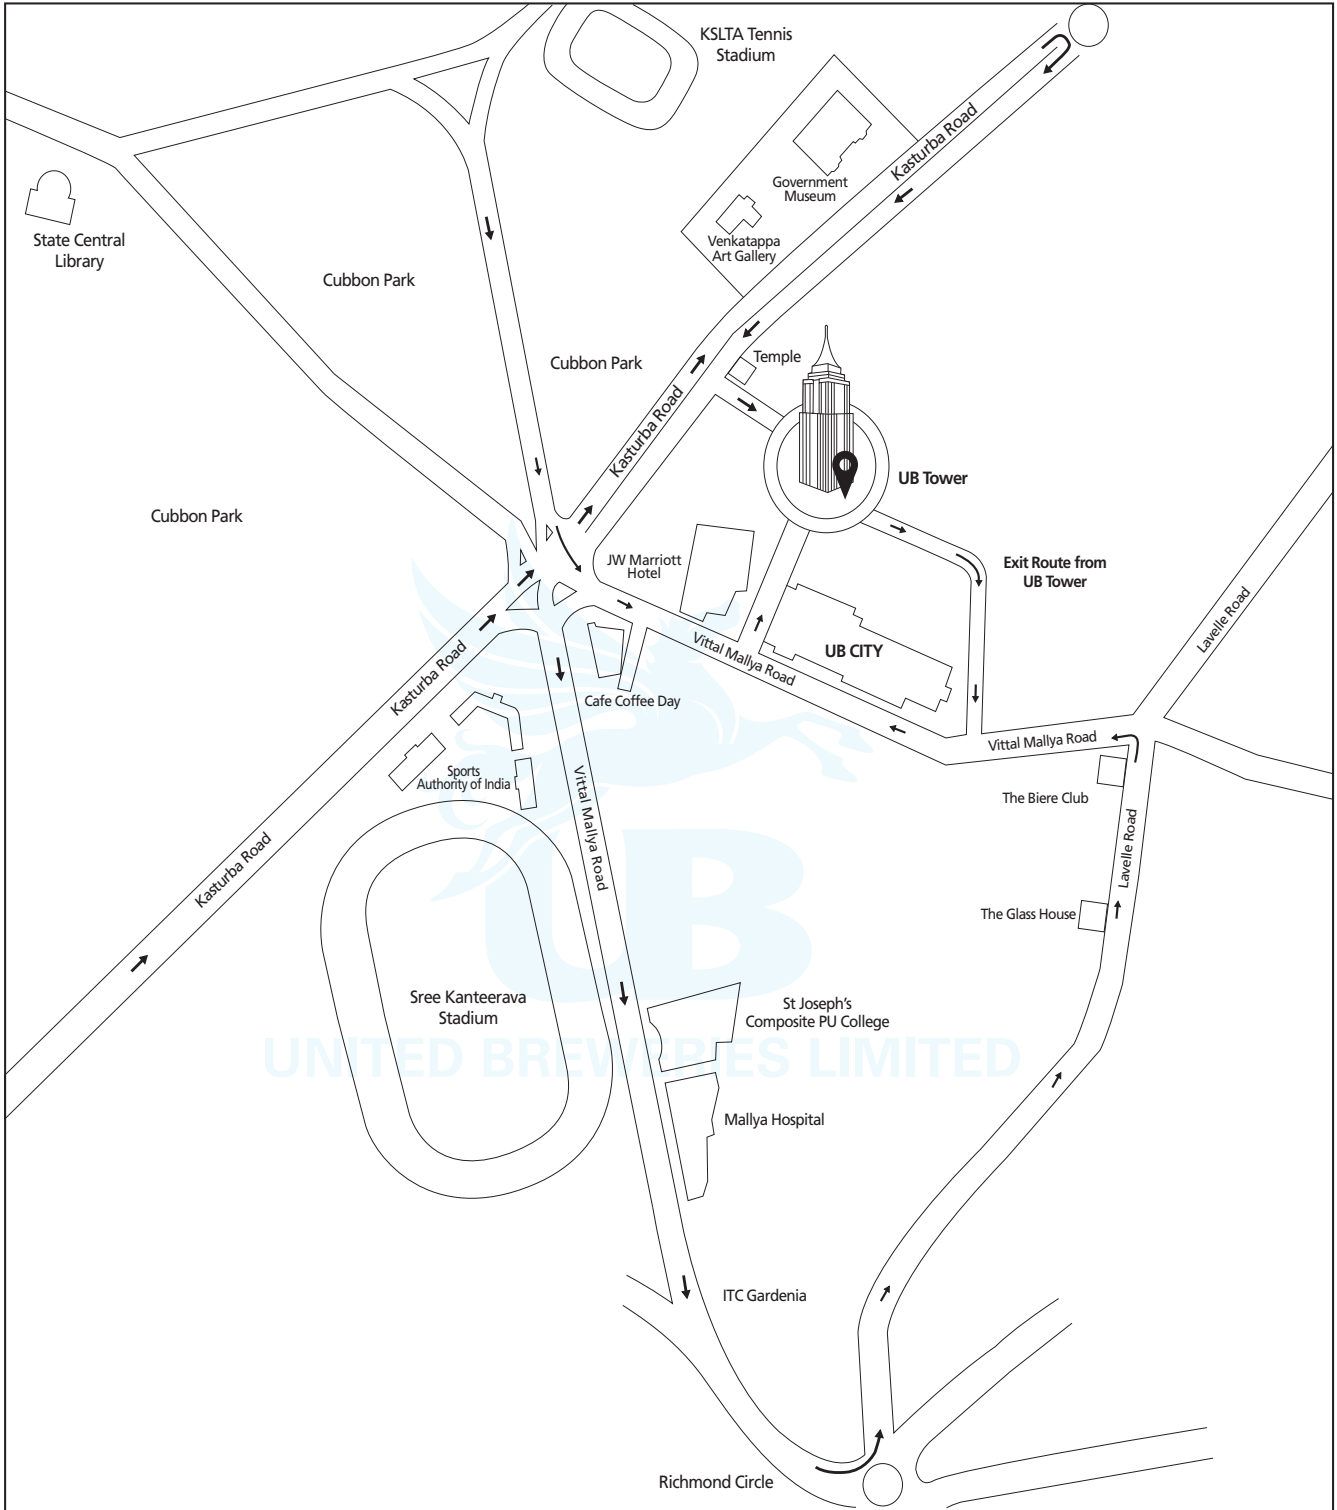 KSLTA Tennis
Stadium
Kasturba Road
Government
Museum
Venkatappa
Art Gallery
State Central
Library
Cubbon Park
Cubbon Park
Temple
Kasturba Road
UB Tower
Cubbon Park
JW Marriott
Hotel
Exit Route from
UB Tower
Lavelle Road
Vittal Mallya Road
UB CITY
Kasturba Road
Cafe Coffee Day
Vittal Mallya Road
Sports
Authority of India
Vittal Mallya Road
The Biere Club
Lavelle Road
Kasturba Road
The Glass House
UB
Sree Kanteerava
Stadium
St Joseph's
Composite PU College
UNITED BREWERIES LIMITED
Mallya Hospital
ITC Gardenia
Richmond Circle